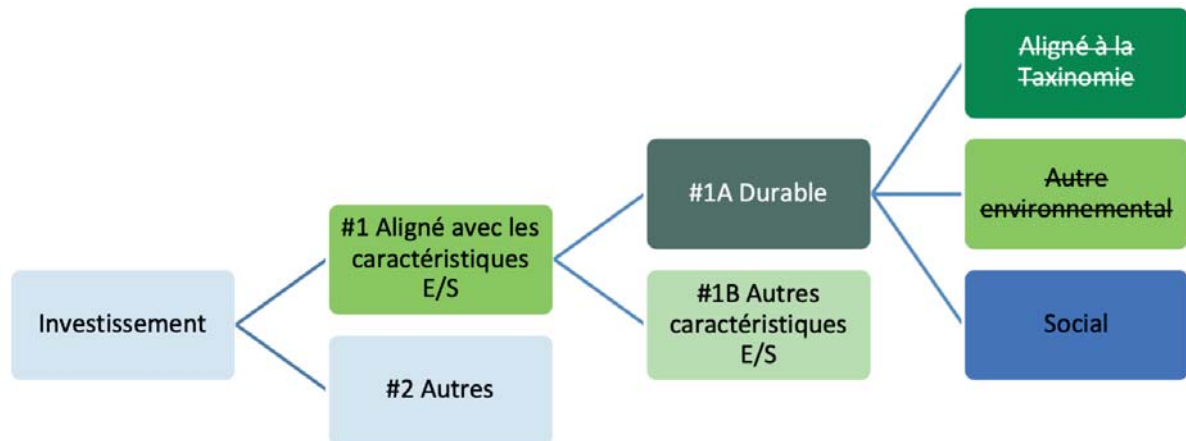 Investissement
#1 Aligné avec les
caractéristiques
E/S
#2 Autres
#1A Durable
#1B Autres
caractéristiques
E/S
Aligné à la
Taxinomie
Autre
environnemental
Social